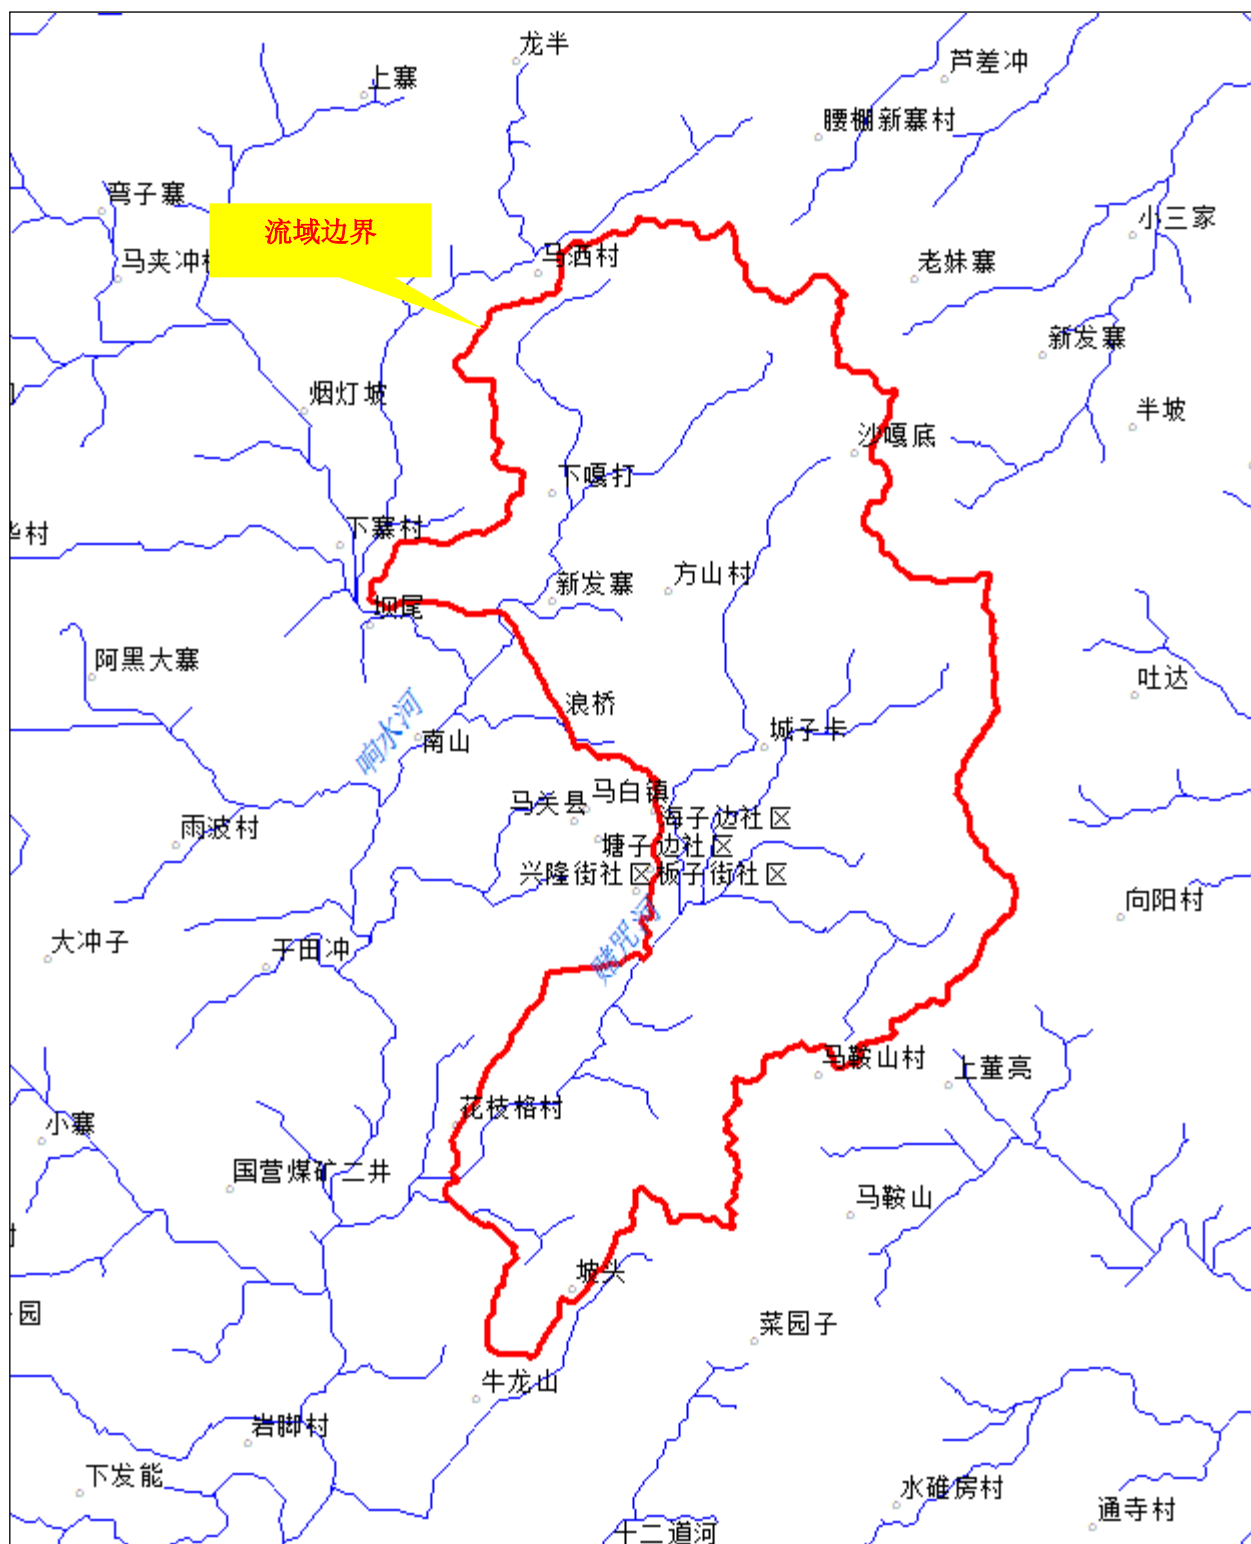 龙半
芦差冲
上寨
腰棚新寨村
弯子寨
小三家
流域边界
马洒村
马夹冲
老妹寨
新发寨
烟灯坡
半坡
沙嘎底
下嘎打
下寨村
华村
方山村
新发寨
坝尾
阿黑大寨
吐达
浪桥
响水河
南山
城子卡
马白镇
马关县
海子边社区
雨波村
塘子边社区
兴隆街社区
板子街社区
向阳村
赌咒河
大冲子
于田冲
马鞍山村
上董亮
花枝格村
小寨
国营煤矿二井
马鞍山
坡头
园
菜园子
牛龙山
岩脚村
下发能
水碓房村
通寺村
十二道河